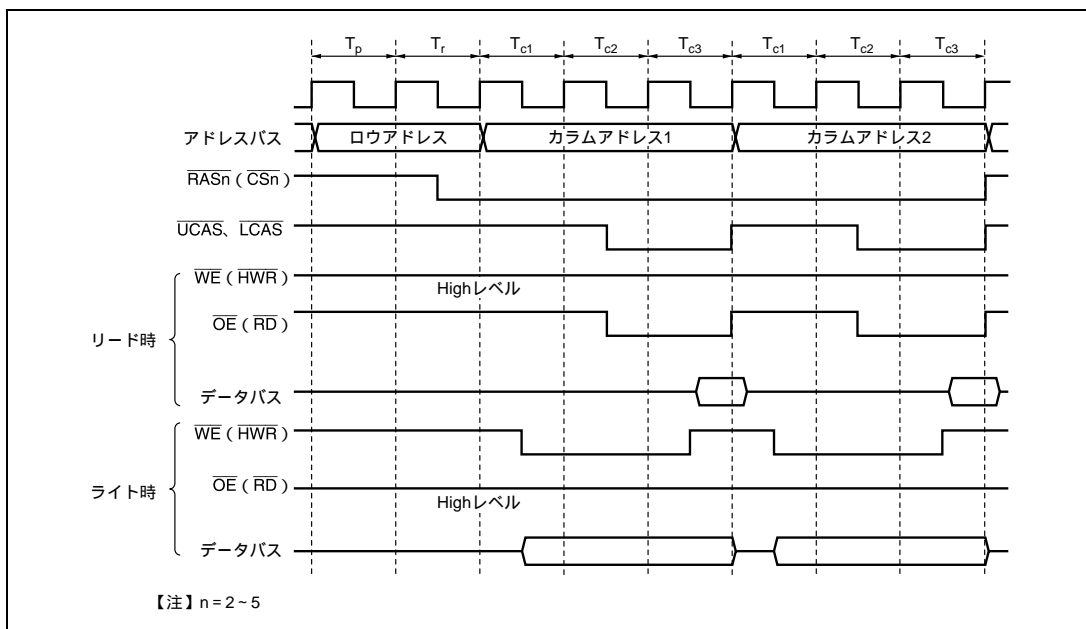 Tp Tr Tc1 Tc2 Tc3 Tc1 Tc2 Tc3
アドレスバス ロウアドレス カラムアドレス1 カラムアドレス2
RASn（CSn）
UCAS、LCAS
リード時
WE（HWR）
Highレベル
OE（RD）
データバス
ライト時
WE（HWR）
OE（RD）
Highレベル
データバス
【注】n = 2 ~ 5